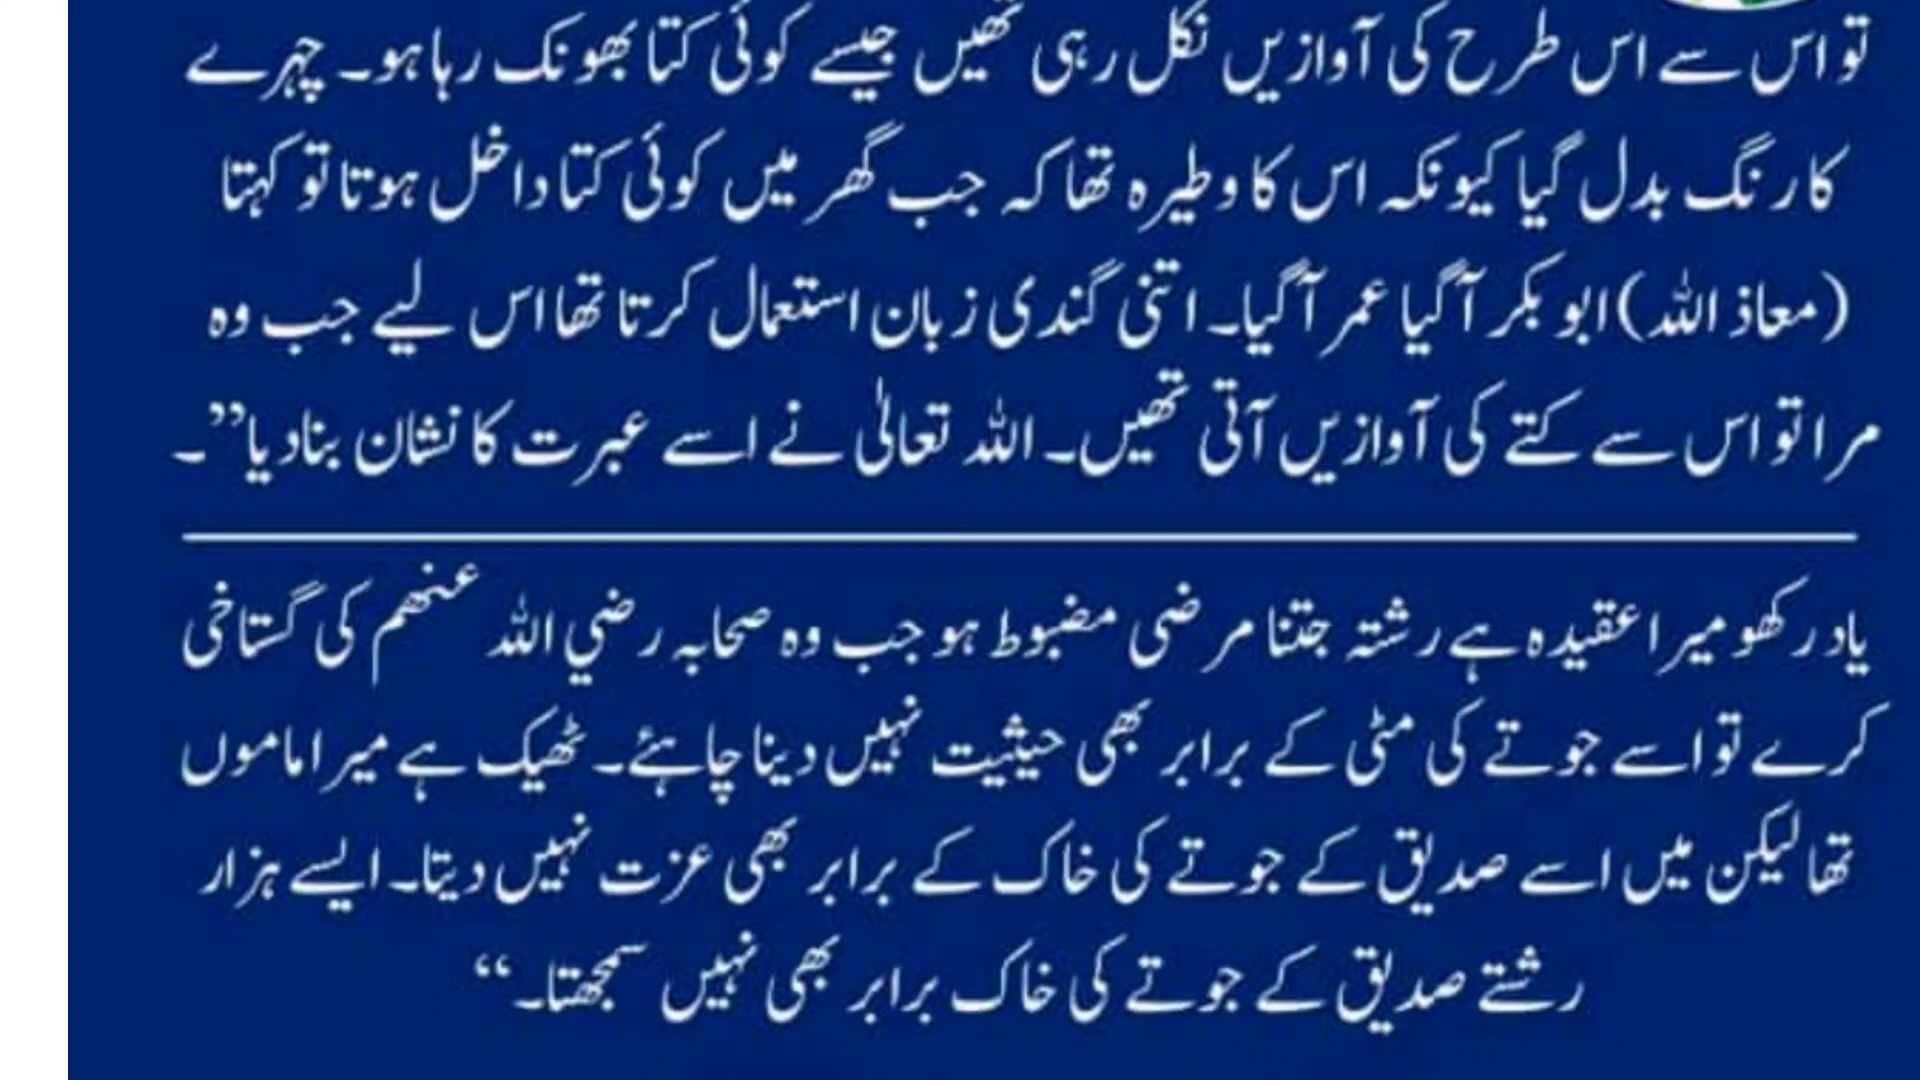 تو اس سے اس طرح کی آوازیں نکل رہی تھیں جیسے کوئی کتا بھونک رہا ہو۔ چہرے
کا رنگ بدل گیا کیونکہ اس کا وطیرہ تھا کہ جب گھر میں کوئی کتا داخل ہوتا تو کہتا
(معاذ اللہ) ابو بکر آگیا عمر آگیا۔ اتنی گندی زبان استعمال کرتا تھا اس لیے جب وہ
مرا تو اس سے کتے کی آوازیں آتی تھیں۔ اللہ تعالیٰ نے اسے عبرت کا نشان بنادیا”۔
یاد رکھو میرا عقیدہ ہے رشتہ جتنا مرضی مضبوط ہو جب وہ صحابہ رضي اللہ عنھم کی گستاخی
کرے تو اسے جوتے کی مٹی کے برابر بھی حیثیت نہیں دینا چاہئے۔ ٹھیک ہے میرا ماموں
تھا لیکن میں اسے صدیق کے جوتے کی خاک کے برابر بھی عزت نہیں دیتا۔ ایسے ہزار
رشتے صدیق کے جوتے کی خاک برابر بھی نہیں سمجھتا۔“